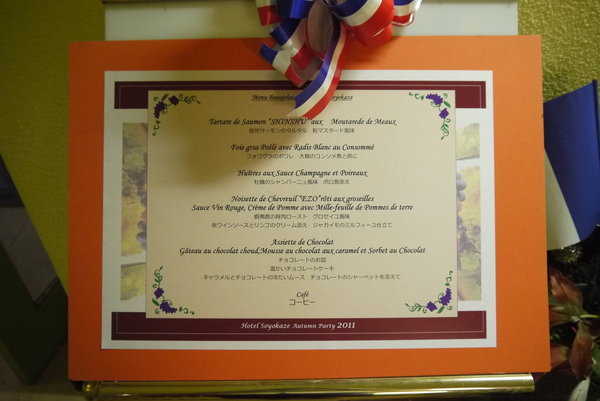 Menu Beaujolais Soyokaze
Tartare de Saumon "SHINSHU" aux Moutarede de Meaux
信州サーモンのタルタル 粒マスタード風味
Foie gras Poêlé avec Radis Blanc au Consommé
フォワグラのポワレ 大根のコンソメ煮と供に
Huîtres aux Sauce Champagne et Poireaux
牡蠣のシャンパーニュ風味 ポロ葱添え
Noisette de Chevereuil "EZO" rôti aux groseilles
Sauce Vin Rouge, Crème de Pomme avec Mille-feuille de Pommes de terre
蝦夷鹿の背肉ロースト グロゼイユ風味
赤ワインソースとリンゴのクリーム添え ジャガイモのミルフィーユ仕立て
Assiette de Chocolat
Gâteau au chocolat choud,Mousse au chocolat aux caramel et Sorbet au Chocolat
チョコレートのお皿
温かいチョコレートケーキ
キャラメルとチョコレートの冷たいムース チョコレートのシャーベットを添えて
Café
コーヒー
Hotel Soyokaze Autumn Party 2011